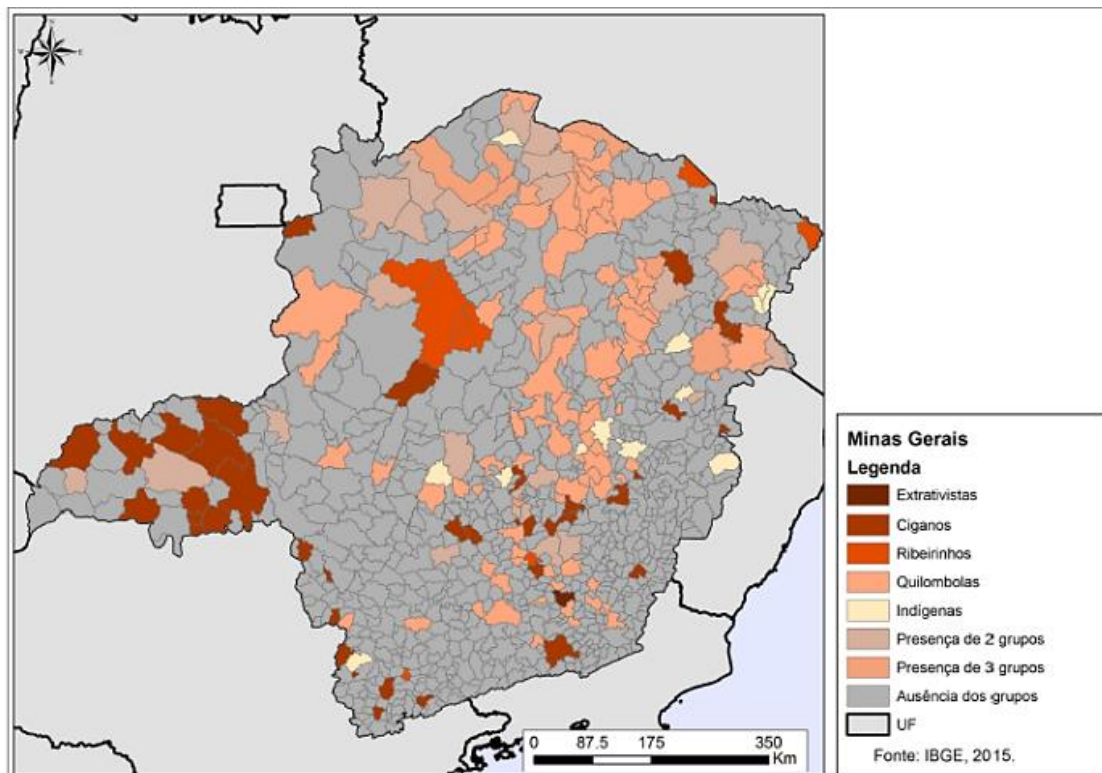 Minas Gerais
Legenda
Extrativistas
Ciganos
Ribeirinhos
Quilombolas
Indígenas
Presença de 2 grupos
Presença de 3 grupos
Ausência dos grupos
UF
Fonte: IBGE, 2015.
0 87.5 175 350
Km